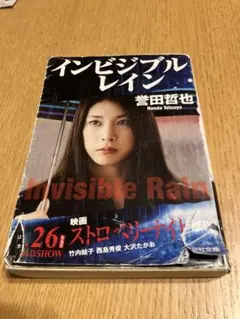 インビジブル
レイン
誉田哲也
Honda Tetsuya
Invisible Rain
映画
ストロベリーナイト
26
ADSHOW
竹内結子 西島秀俊 大沢たかお